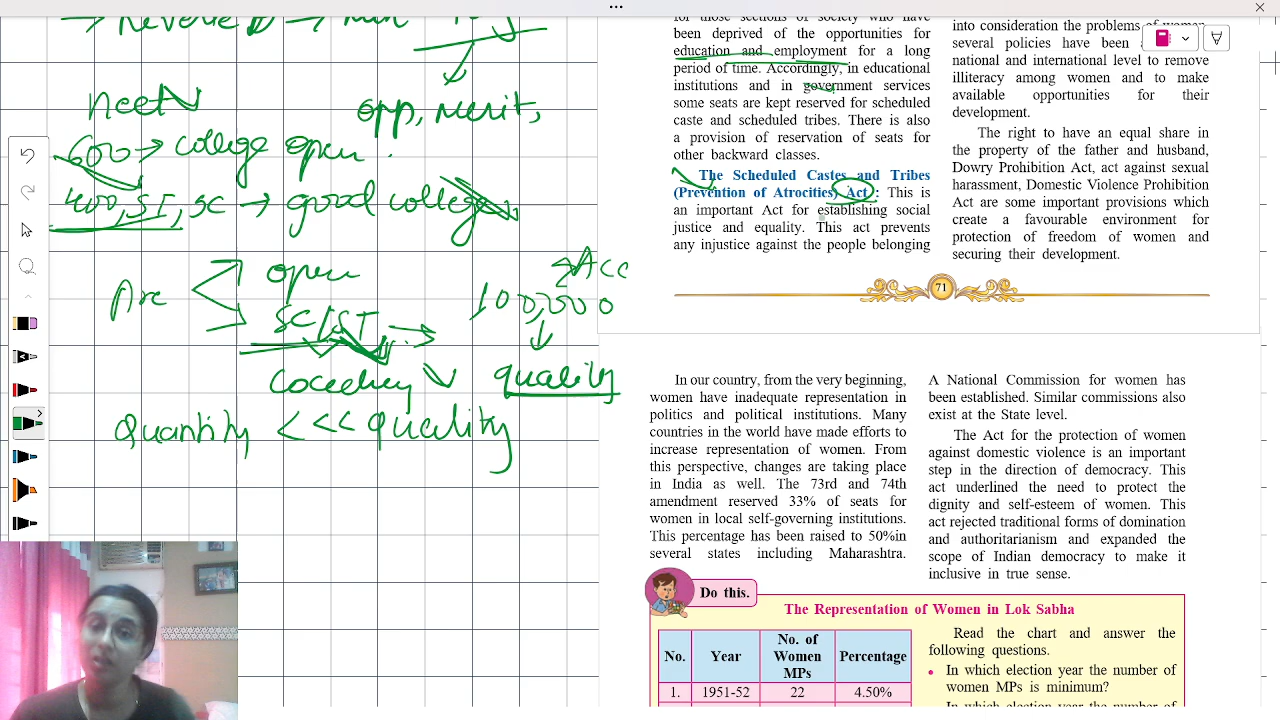 → Reverse → 
opp, merit,
Neet
600 → college open.
400, ST, SC → good college
Arc
open
SC/ST →
coceehey
100,000
ACC
quality
Quantity <<< quality
for those sections of society who have
been deprived of the opportunities for
education and employment for a long
period of time. Accordingly, in educational
institutions and in government services
some seats are kept reserved for scheduled
caste and scheduled tribes. There is also
a provision of reservation of seats for
other backward classes.
The Scheduled Castes and Tribes
(Prevention of Atrocities) Act : This is
an important Act for establishing social
justice and equality. This act prevents
any injustice against the people belonging
into consideration the problems of women,
several policies have been
national and international level to remove
illiteracy among women and to make
available opportunities for their
development.
The right to have an equal share in
the property of the father and husband,
Dowry Prohibition Act, act against sexual
harassment, Domestic Violence Prohibition
Act are some important provisions which
create a favourable environment for
protection of freedom of women and
securing their development.
71
In our country, from the very beginning,
women have inadequate representation in
politics and political institutions. Many
countries in the world have made efforts to
increase representation of women. From
this perspective, changes are taking place
in India as well. The 73rd and 74th
amendment reserved 33% of seats for
women in local self-governing institutions.
This percentage has been raised to 50%in
several states including Maharashtra.
A National Commission for women has
been established. Similar commissions also
exist at the State level.
The Act for the protection of women
against domestic violence is an important
step in the direction of democracy. This
act underlined the need to protect the
dignity and self-esteem of women. This
act rejected traditional forms of domination
and authoritarianism and expanded the
scope of Indian democracy to make it
inclusive in true sense.
Do this.
The Representation of Women in Lok Sabha
No. Year No. of Women MPs Percentage
1. 1951-52 22 4.50%
Read the chart and answer the
following questions.
• In which election year the number of
women MPs is minimum?
In which election year the number of